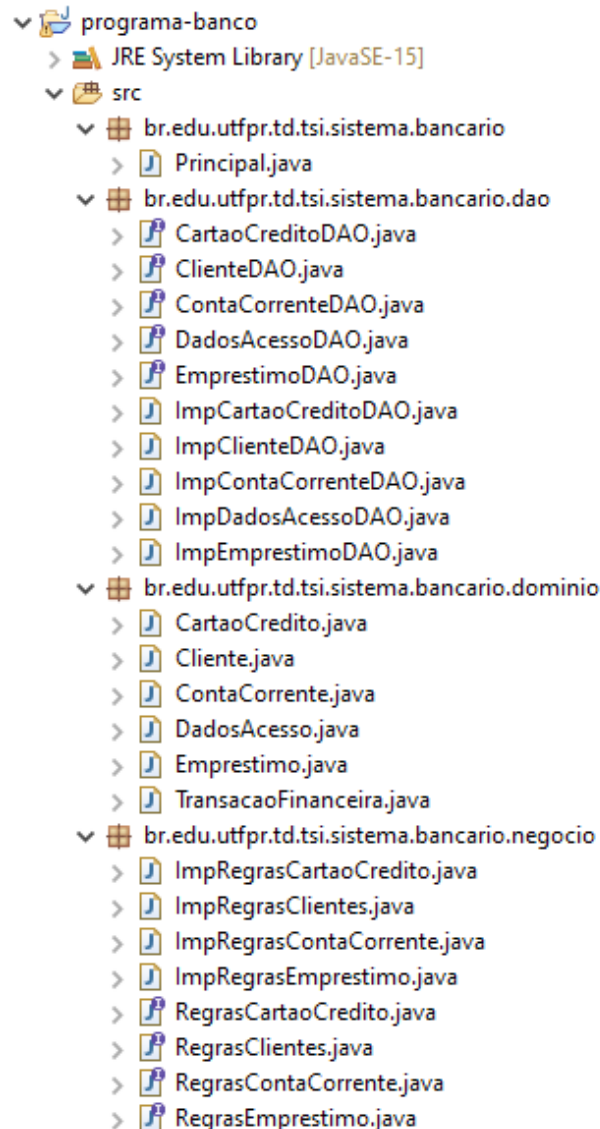 programa-banco
JRE System Library [JavaSE-15]
src
br.edu.utfpr.td.tsi.sistema.bancario
Principal.java
br.edu.utfpr.td.tsi.sistema.bancario.dao
CartaoCreditoDAO.java
ClienteDAO.java
ContaCorrenteDAO.java
DadosAcessoDAO.java
EmprestimoDAO.java
ImpCartaoCreditoDAO.java
ImpClienteDAO.java
ImpContaCorrenteDAO.java
ImpDadosAcessoDAO.java
ImpEmprestimoDAO.java
br.edu.utfpr.td.tsi.sistema.bancario.dominio
CartaoCredito.java
Cliente.java
ContaCorrente.java
DadosAcesso.java
Emprestimo.java
TransacaoFinanceira.java
br.edu.utfpr.td.tsi.sistema.bancario.negocio
ImpRegrasCartaoCredito.java
ImpRegrasClientes.java
ImpRegrasContaCorrente.java
ImpRegrasEmprestimo.java
RegrasCartaoCredito.java
RegrasClientes.java
RegrasContaCorrente.java
RegrasEmprestimo.java